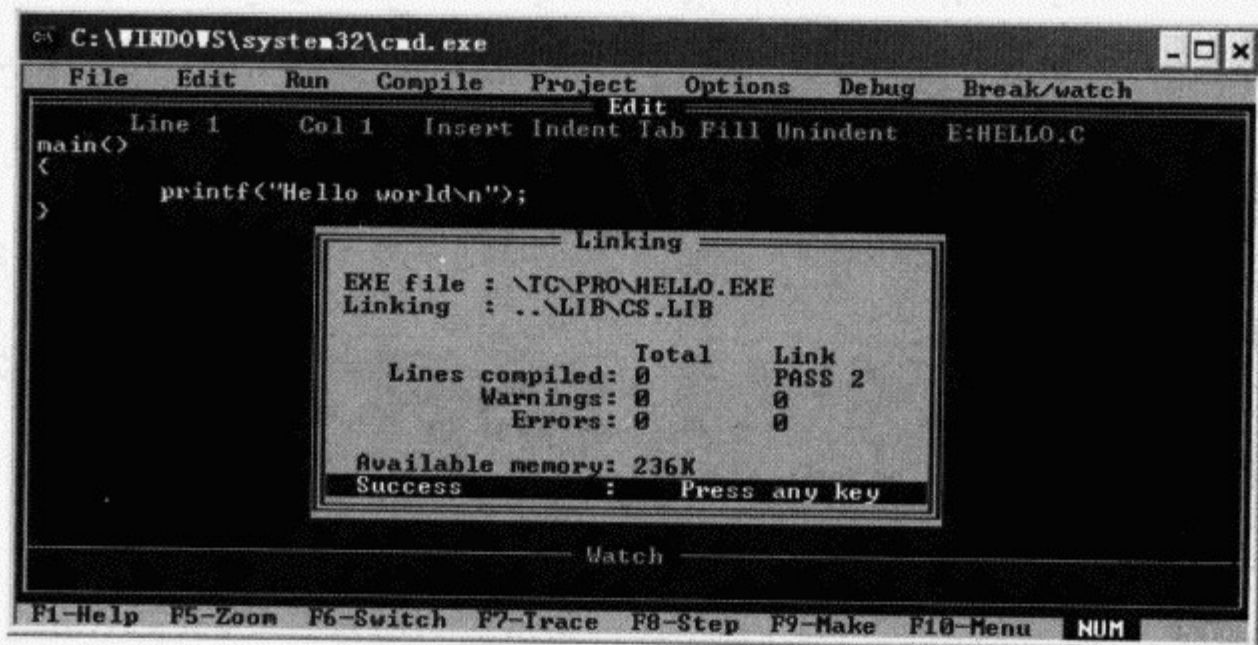 C:\WINDOWS\system32\cmd.exe
File Edit Run Compile Project Options Debug Break/watch
Edit
Line 1 Col 1 Insert Indent Tab Fill Unindent E:HELLO.C
main()
{
printf("Hello world\n");
}
Linking
EXE file : \TC\PRO\HELLO.EXE
Linking : ..\LIB\CS.LIB
Total Link
Lines compiled: 0 PASS 2
Warnings: 0 0
Errors: 0 0
Available memory: 236K
Success : Press any key
Watch
F1-Help F5-Zoom F6-Switch F7-Trace F8-Step F9-Make F10-Menu NUM